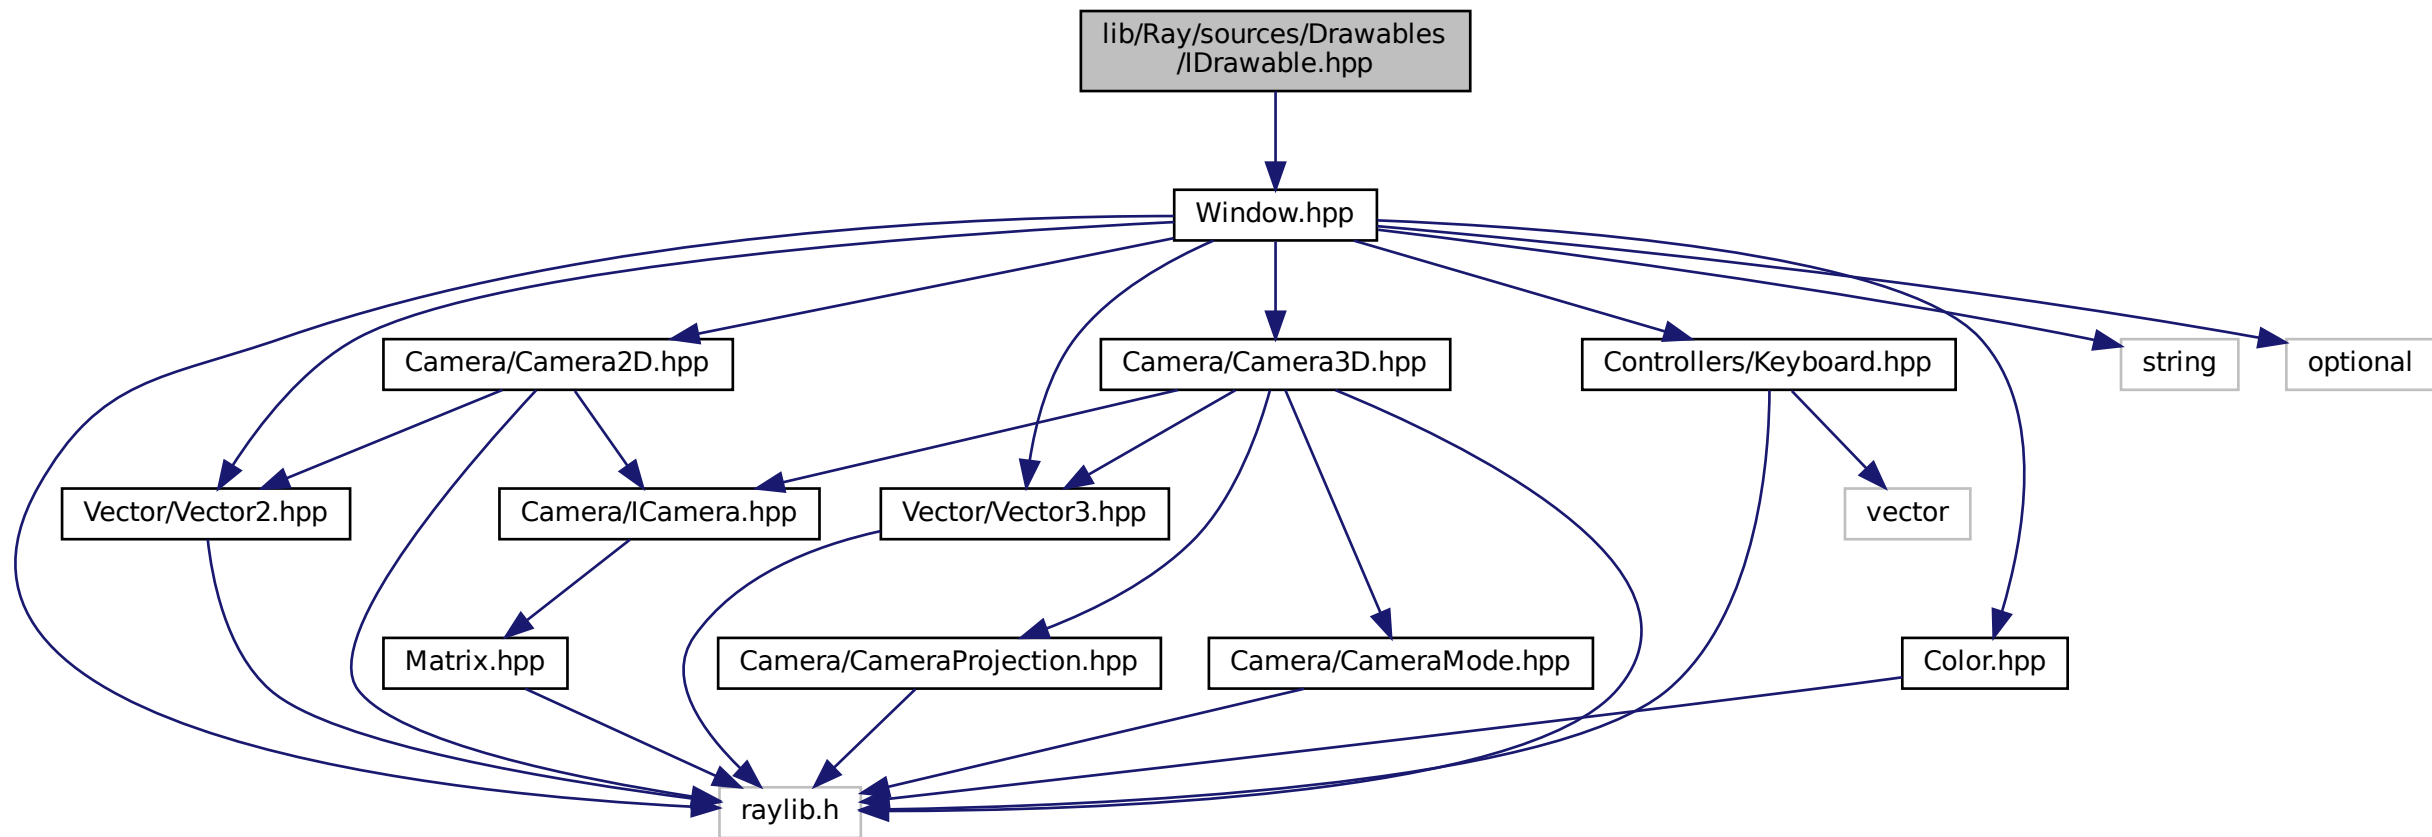 lib/Ray/sources/Drawables
/IDrawable.hpp
Window.hpp
Camera/Camera2D.hpp
Camera/Camera3D.hpp
Controllers/Keyboard.hpp
string
optional
Vector/Vector2.hpp
Camera/ICamera.hpp
Vector/Vector3.hpp
vector
Matrix.hpp
Camera/CameraProjection.hpp
Camera/CameraMode.hpp
Color.hpp
raylib.h